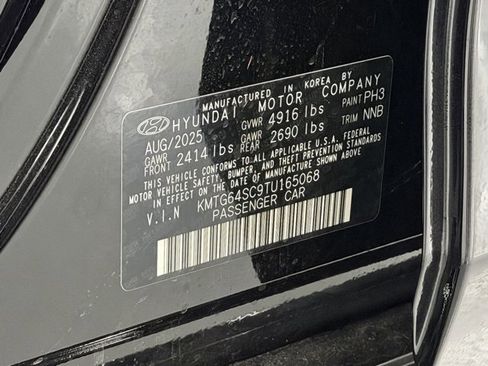 MANUFACTURED IN KOREA BY
HYUNDAI MOTOR COMPANY
AUG/2025 GVWR 4916 lbs PAINT PH3
GAWR FRONT 2414 lbs GAWR REAR 2690 lbs TRIM NNB
THIS VEHICLE CONFORMS TO ALL APPLICABLE U.S.A. FEDERAL
MOTOR VEHICLE SAFETY, BUMPER, AND THEFT PREVENTION STANDARDS
IN EFFECT ON THE DATE OF MANUFACTURE SHOWN ABOVE.
V.I.N KMTG64SC9TU165068
PASSENGER CAR